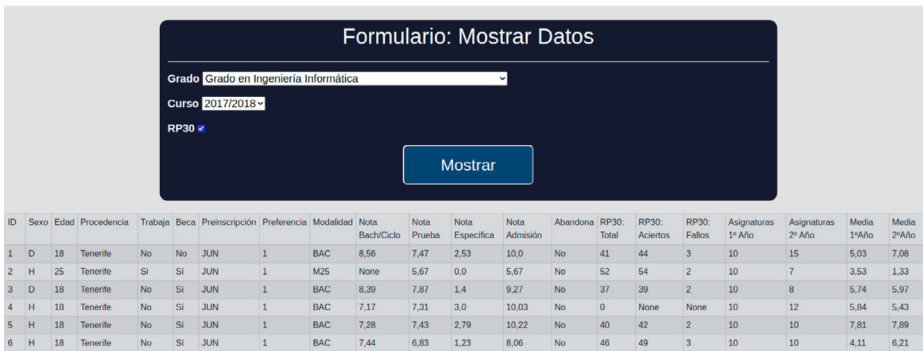 Formulario: Mostrar Datos
Grado Grado en Ingeniería Informática
Curso 2017/2018
RP30
Mostrar
ID Sexo Edad Procedencia Trabaja Beca Preinscripción Preferencia Modalidad Nota Bach/Ciclo Nota Prueba Nota Específica Nota Admisión Abandona RP30: Total RP30: Aciertos RP30: Fallos Asignaturas 1º Año Asignaturas 2º Año Media 1ºAño Media 2ºAño
1 D 18 Tenerife No No JUN 1 BAC 8,56 7,47 2,53 10,0 No 41 44 3 10 15 5,03 7,08
2 H 25 Tenerife Si Sí JUN 1 M25 None 5,67 0,0 5,67 No 52 54 2 10 7 3,53 1,33
3 D 18 Tenerife No Sí JUN 1 BAC 8,39 7,87 1,4 9,27 No 37 39 2 10 8 5,74 5,97
4 H 18 Tenerife No Sí JUN 1 BAC 7,17 7,31 3,0 10,03 No 0 None None 10 12 5,84 5,43
5 H 18 Tenerife No Sí JUN 1 BAC 7,28 7,43 2,79 10,22 No 40 42 2 10 10 7,81 7,89
6 H 18 Tenerife No Sí JUN 1 BAC 7,44 6,83 1,23 8,06 No 46 49 3 10 10 4,11 6,21